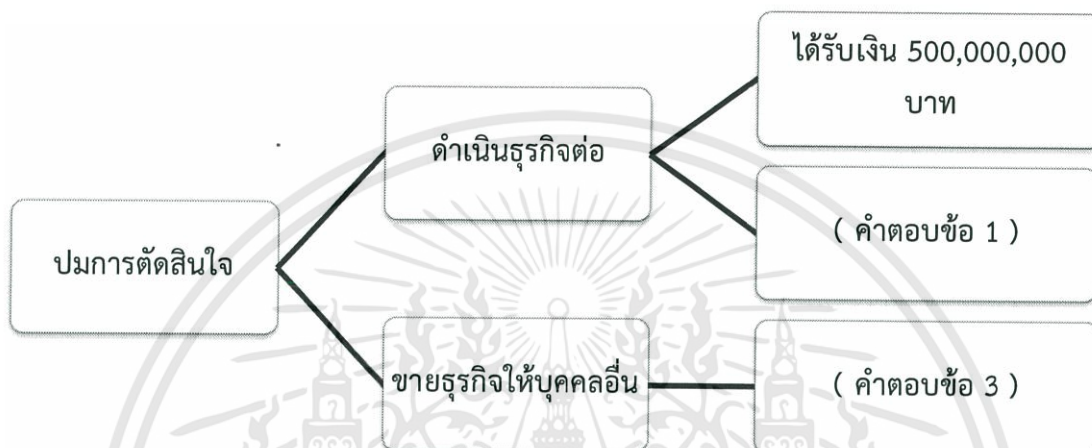 ได้รับเงิน 500,000,000
บาท
ดำเนินธุรกิจต่อ
( คำตอบข้อ 1 )
ปมการตัดสินใจ
ขายธุรกิจให้บุคคลอื่น
( คำตอบข้อ 3 )